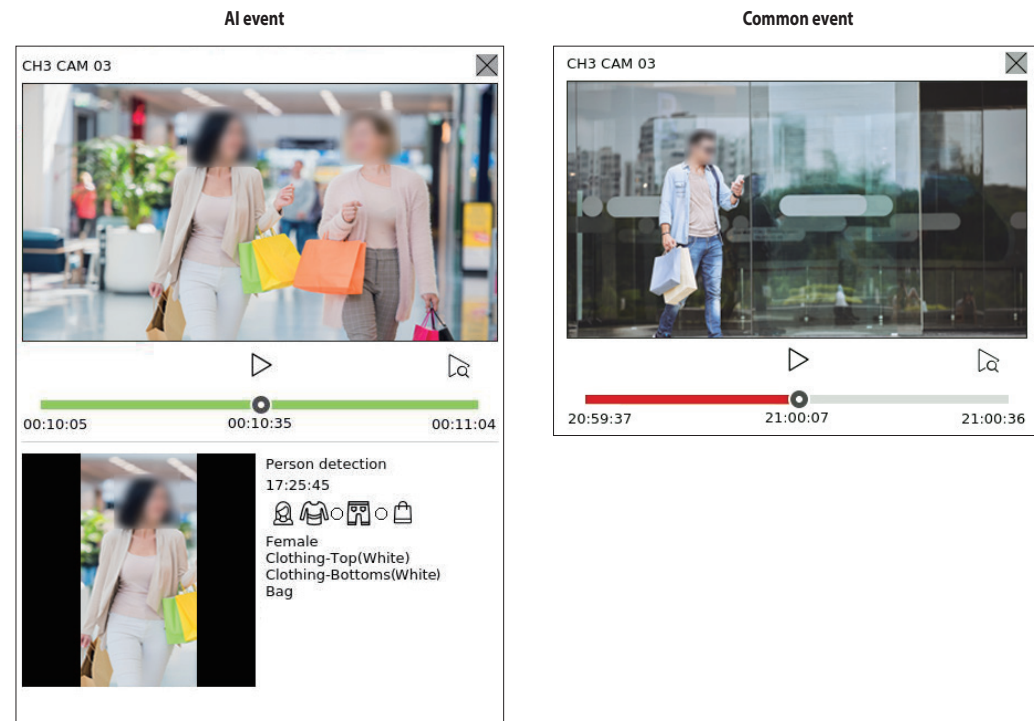 AI event
CH3 CAM 03
00:10:05 00:10:35 00:11:04
Person detection
17:25:45
Female
Clothing-Top(White)
Clothing-Bottoms(White)
Bag
Common event
CH3 CAM 03
20:59:37 21:00:07 21:00:36